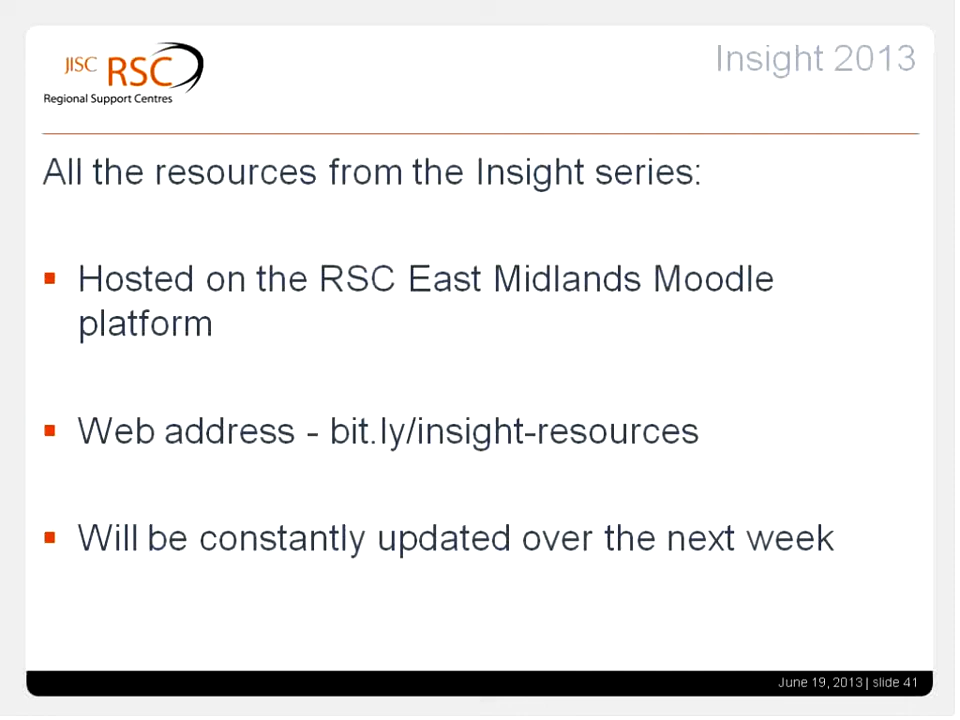 JISC RSC
Regional Support Centres
Insight 2013
All the resources from the Insight series:
Hosted on the RSC East Midlands Moodle
platform
Web address - bit.ly/insight-resources
Will be constantly updated over the next week
June 19, 2013 | slide 41